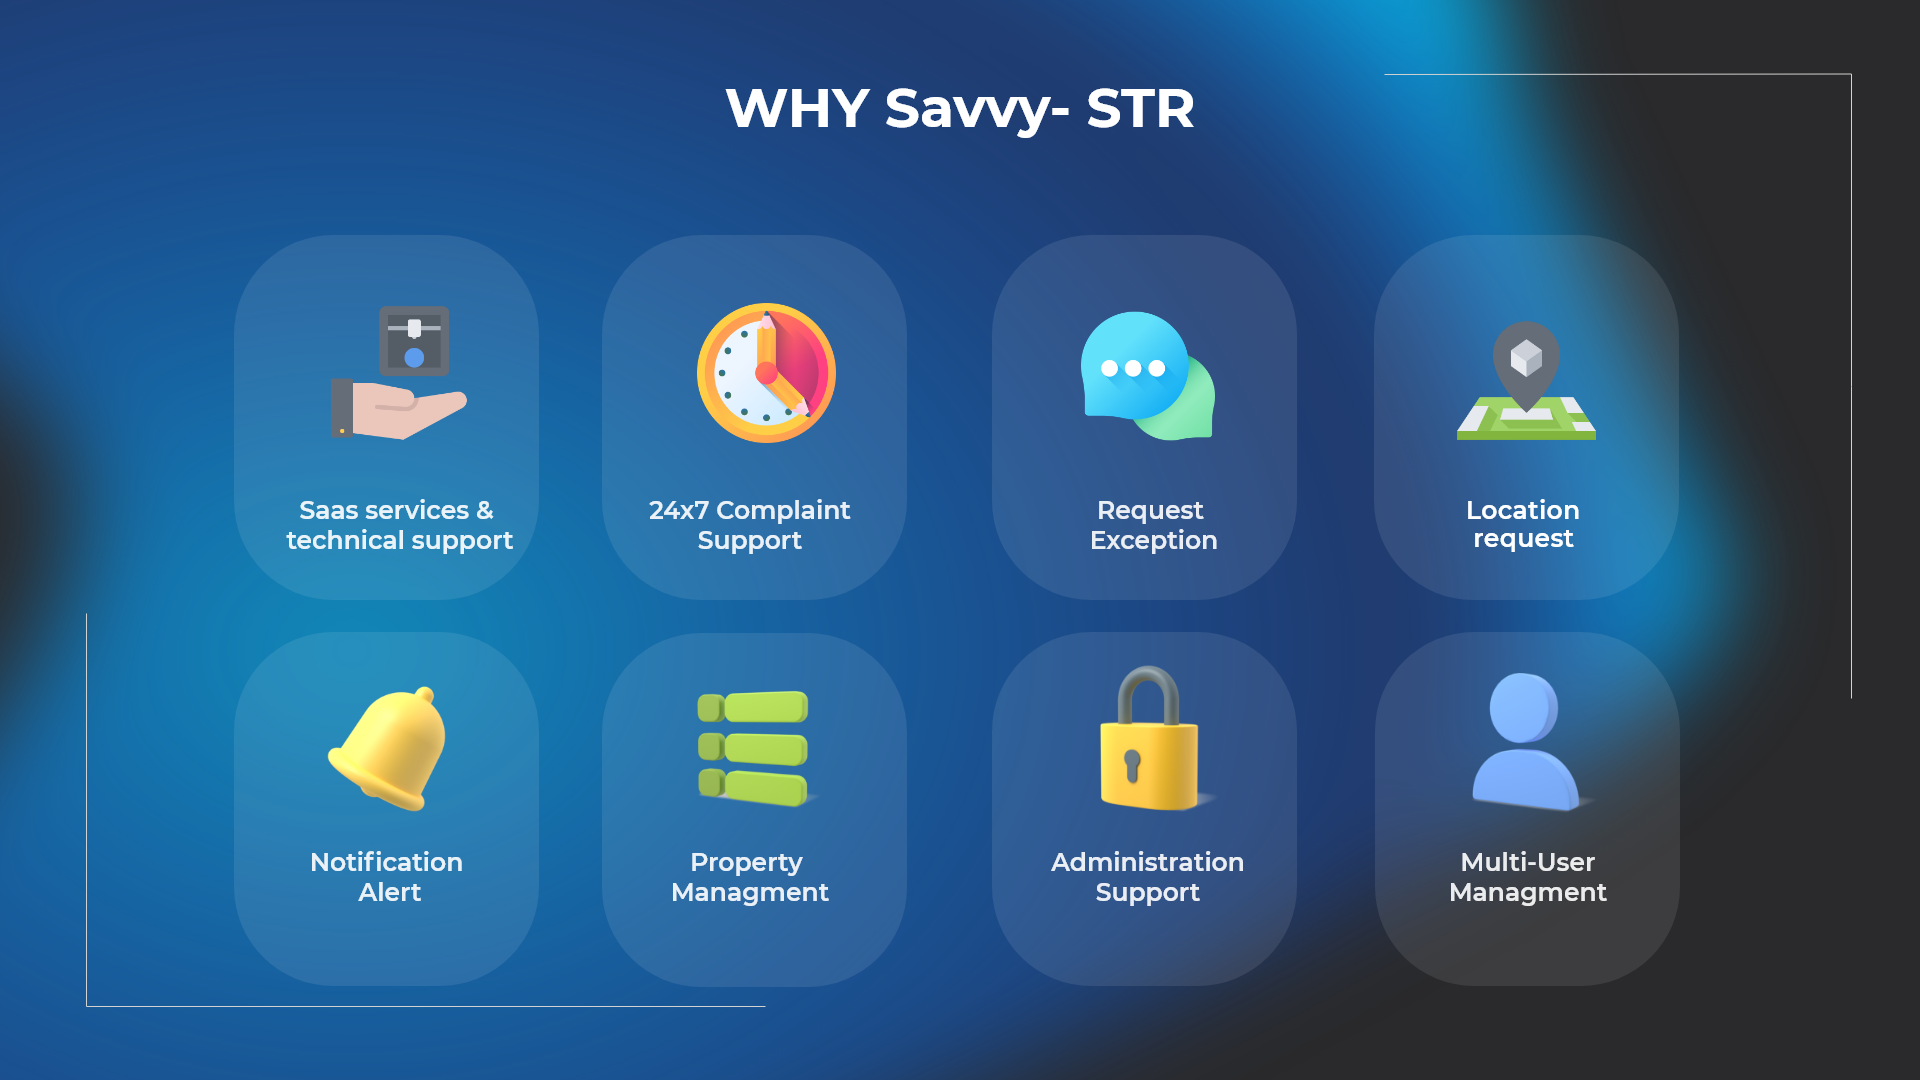 WHY Savvy- STR
Saas services &
technical support
24x7 Complaint
Support
Request
Exception
Location
request
Notification
Alert
Property
Managment
Administration
Support
Multi-User
Managment